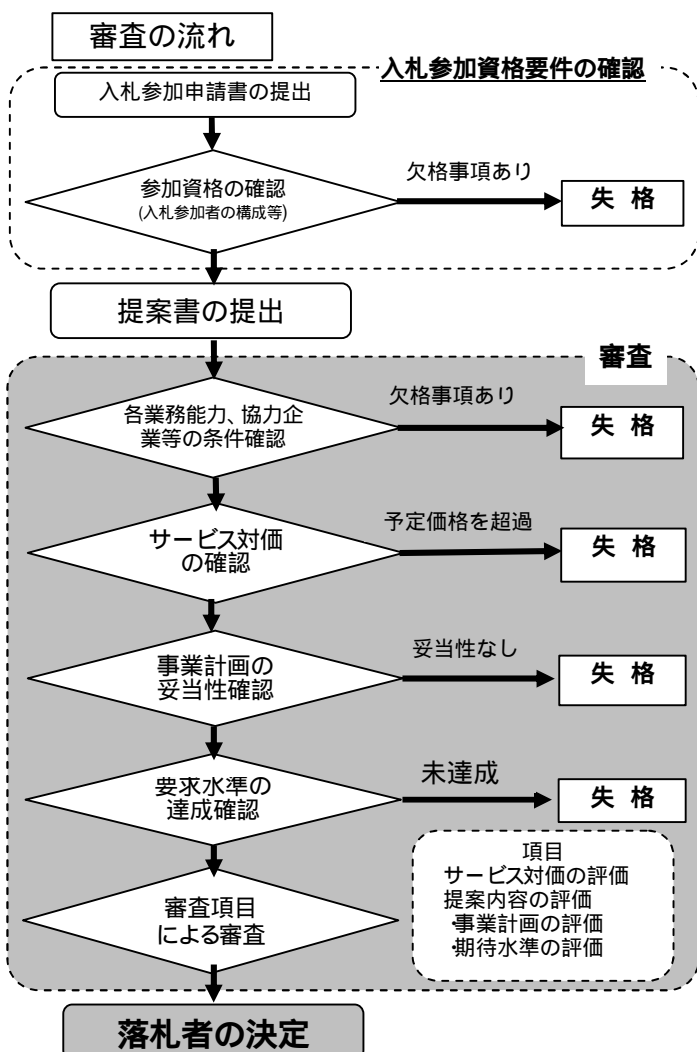 審査の流れ
入札参加資格要件の確認
入札参加申請書の提出
参加資格の確認
(入札参加者の構成等)
欠格事項あり
失 格
提案書の提出
審査
各業務能力、協力企
業等の条件確認
欠格事項あり
失 格
サービス対価
の確認
予定価格を超過
失 格
事業計画の
妥当性確認
妥当性なし
失 格
要求水準の
達成確認
未達成
失 格
項目
サービス対価の評価
提案内容の評価
・事業計画の評価
・期待水準の評価
審査項目
による審査
落札者の決定